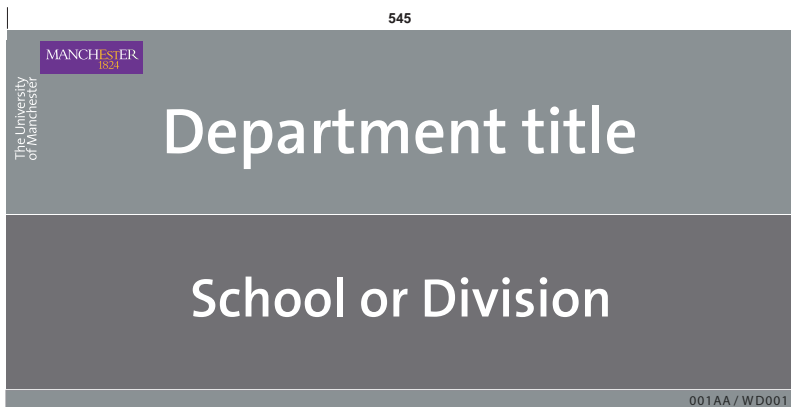 545
MANCHEsTER
1824
The University
of Manchester
Department title
School or Division
001AA / WD001